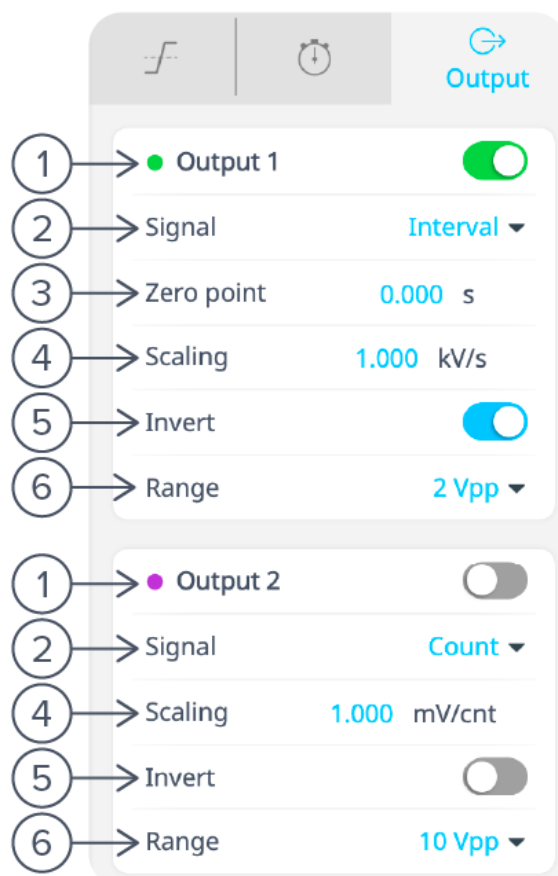 Output
1 Output 1
2 Signal Interval
3 Zero point 0.000 s
4 Scaling 1.000 kV/s
5 Invert
6 Range 2 Vpp
1 Output 2
2 Signal Count
4 Scaling 1.000 mV/cnt
5 Invert
6 Range 10 Vpp